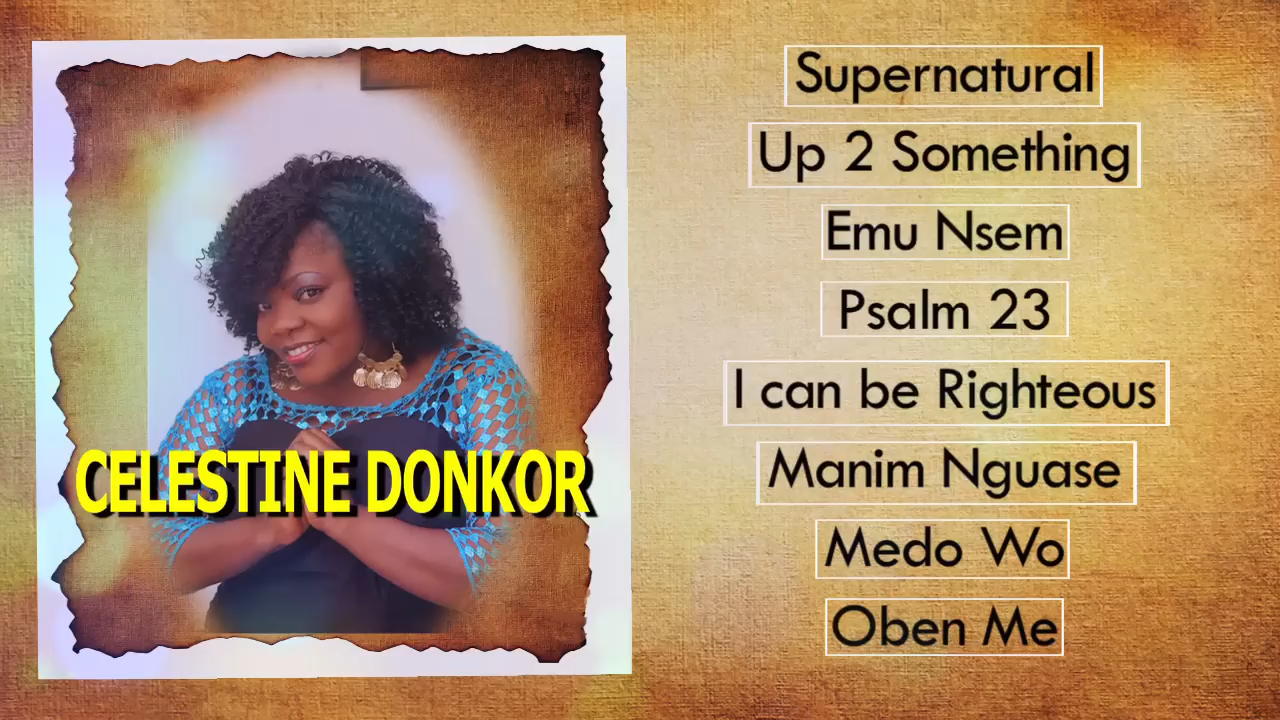 CELESTINE DONKOR
Supernatural
Up 2 Something
Emu Nsem
Psalm 23
I can be Righteous
Manim Nguase
Medo Wo
Oben Me